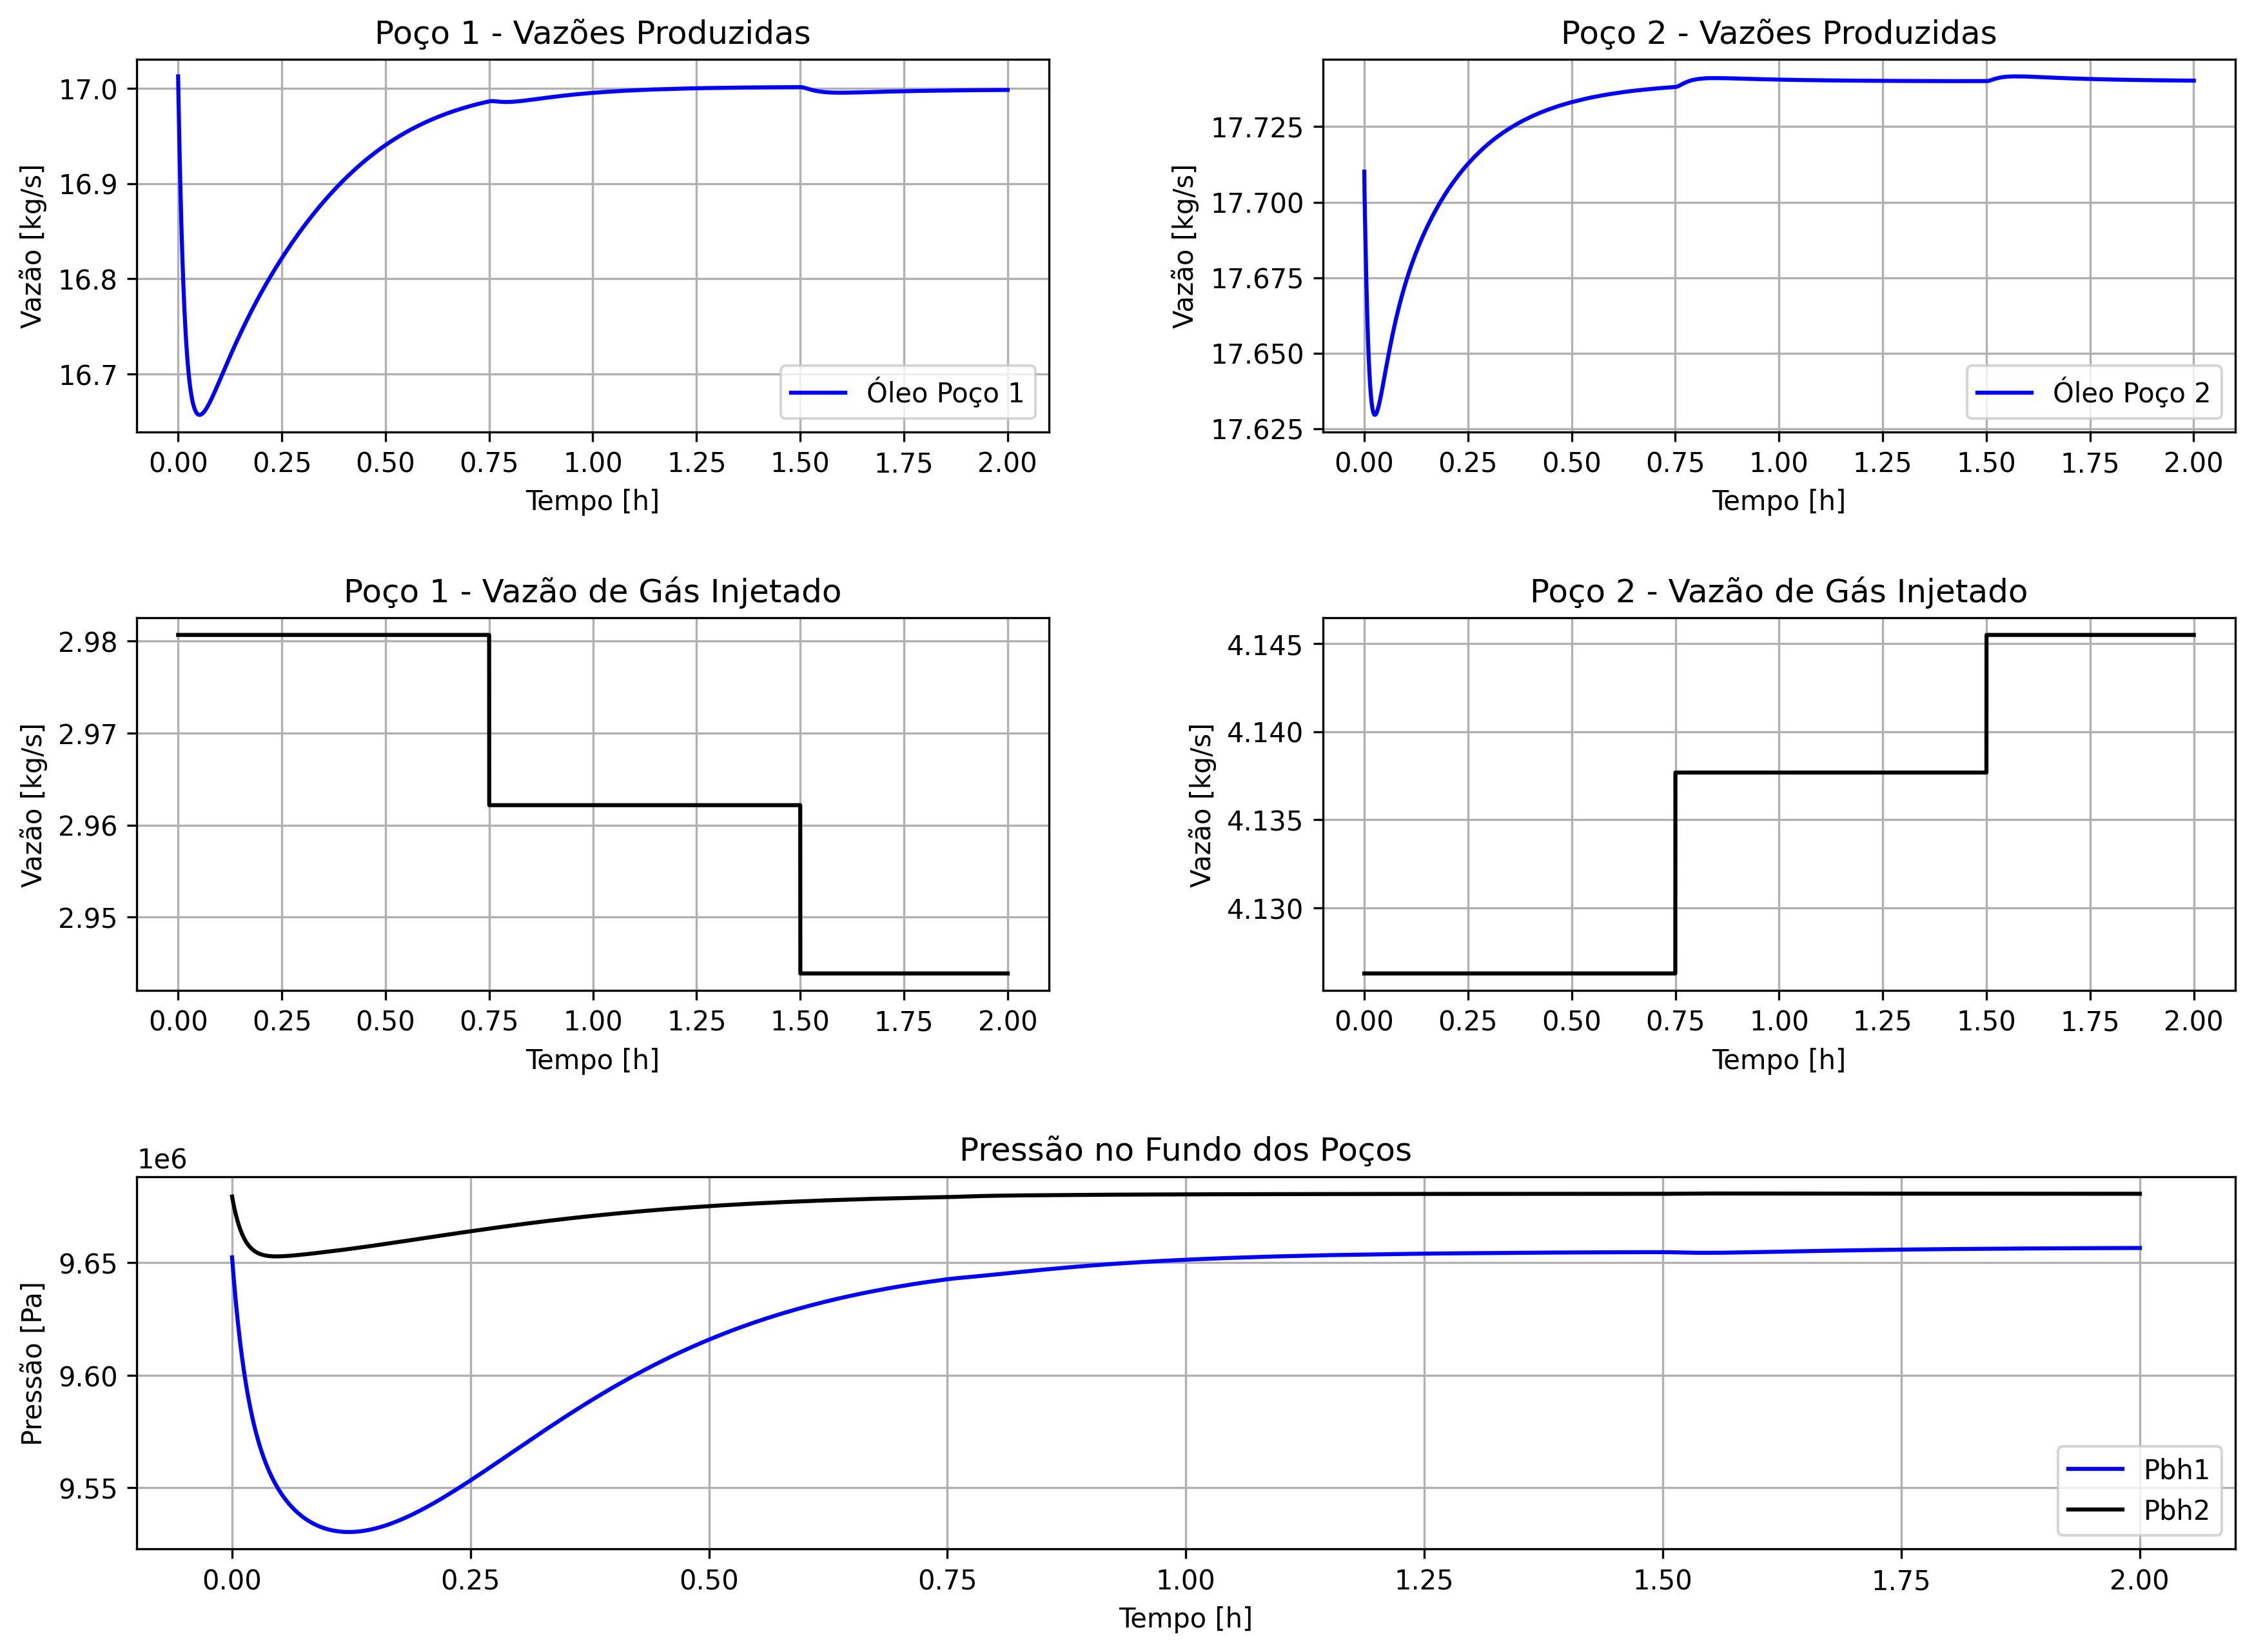 Poço 1 - Vazões Produzidas
Vazão [kg/s]
17.0
16.9
16.8
16.7
Óleo Poço 1
0.00 0.25 0.50 0.75 1.00 1.25 1.50 1.75 2.00
Tempo [h]
Poço 2 - Vazões Produzidas
Vazão [kg/s]
17.725
17.700
17.675
17.650
17.625
Óleo Poço 2
0.00 0.25 0.50 0.75 1.00 1.25 1.50 1.75 2.00
Tempo [h]
Poço 1 - Vazão de Gás Injetado
Vazão [kg/s]
2.98
2.97
2.96
2.95
0.00 0.25 0.50 0.75 1.00 1.25 1.50 1.75 2.00
Tempo [h]
Poço 2 - Vazão de Gás Injetado
Vazão [kg/s]
4.145
4.140
4.135
4.130
0.00 0.25 0.50 0.75 1.00 1.25 1.50 1.75 2.00
Tempo [h]
Pressão no Fundo dos Poços
1e6
Pressão [Pa]
9.65
9.60
9.55
Pbh1
Pbh2
0.00 0.25 0.50 0.75 1.00 1.25 1.50 1.75 2.00
Tempo [h]